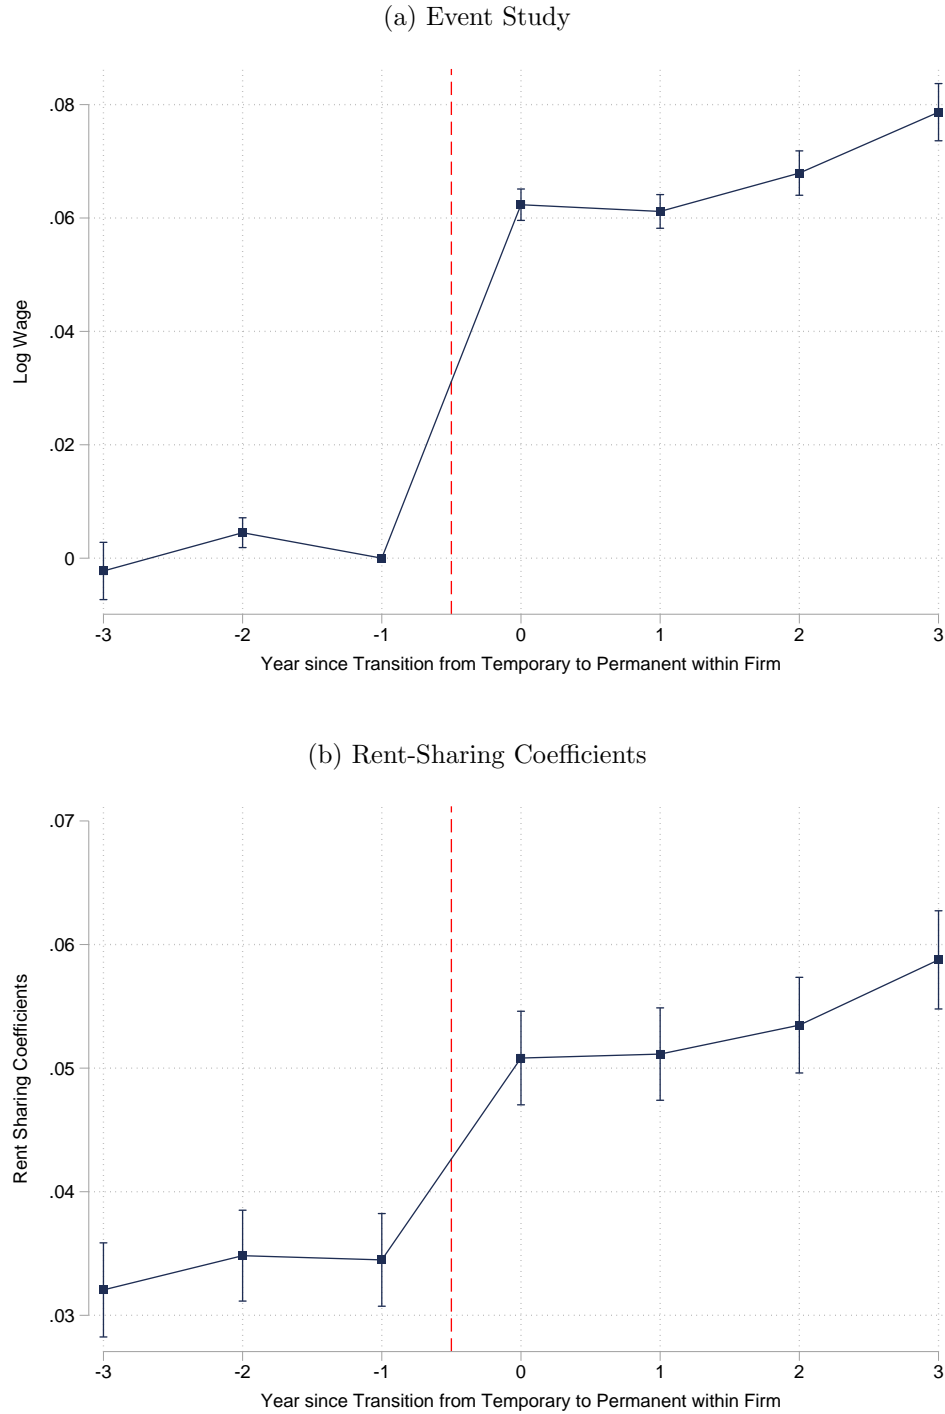 (a) Event Study
.08
.06
.04
.02
0
Log Wage
-3 -2 -1 0 1 2 3
Year since Transition from Temporary to Permanent within Firm
(b) Rent-Sharing Coefficients
.07
.06
.05
.04
.03
Rent Sharing Coefficients
-3 -2 -1 0 1 2 3
Year since Transition from Temporary to Permanent within Firm